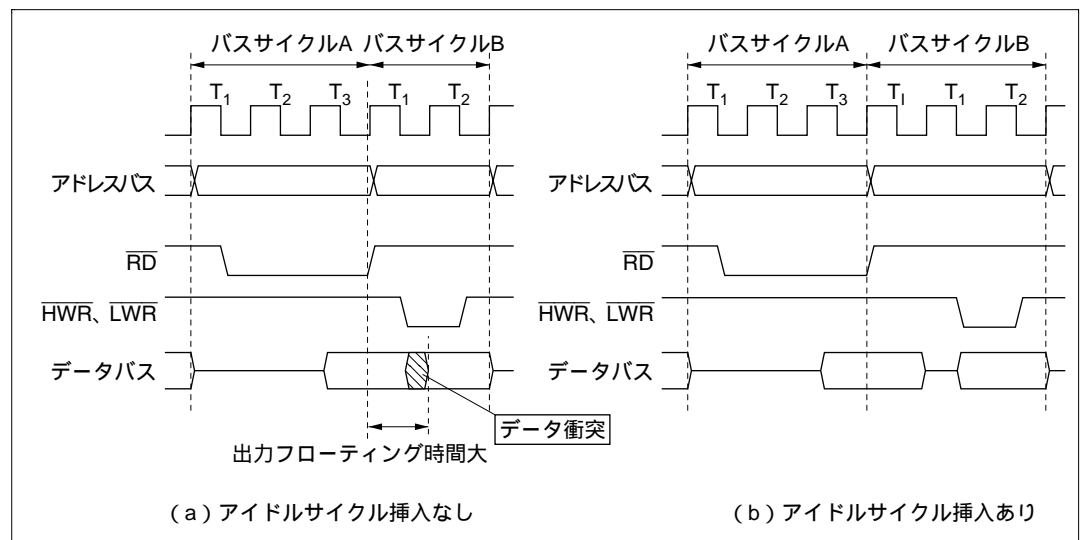 バスサイクルA バスサイクルB
T1 T2 T3 T1 T2
アドレスバス
RD
HWR、LWR
データバス
データ衝突
出力フローティング時間大
(a)アイドルサイクル挿入なし
バスサイクルA バスサイクルB
T1 T2 T3 TI T1 T2
アドレスバス
RD
HWR、LWR
データバス
(b)アイドルサイクル挿入あり